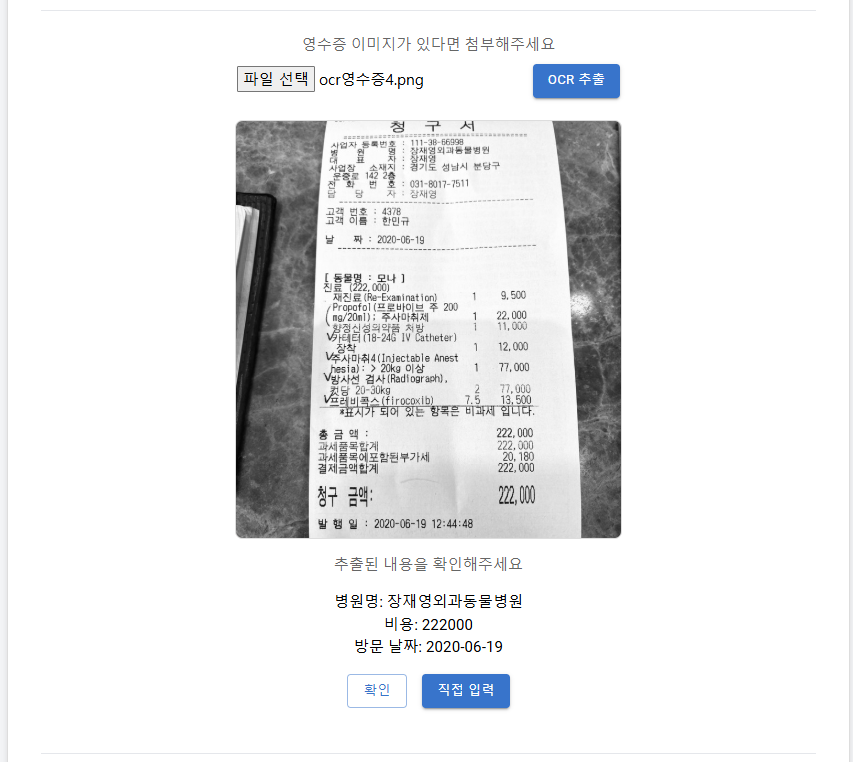 영수증 이미지가 있다면 첨부해주세요
파일 선택 ocr영수증4.png
OCR 추출
청 구 서
사업자 등록번호 : 111-38-66998
병 원 명 : 장재영외과동물병원
대 표 자 : 장재영
사업장 소재지 : 경기도 성남시 분당구
운중로 142 2층
전 화 번 호 : 031-8017-7511
담 당 자 : 장재영
고객 번호 : 4378
고객 이름 : 한민규
날 짜 : 2020-06-19
[ 동물명 : 모나 ]
진료 (222,000)
재진료(Re-Examination) 1 9,500
Propofol(프로바이브 주 200
mg/20ml); 주사마취제 1 22,000
향정신성의약품 처방 1 11,000
카테터(18-24G IV Catheter)
장착 1 12,000
주사마취4(Injectable Anest
hesia): > 20kg 이상 1 77,000
방사선 검사(Radiograph),
컷당 20-30kg 2 77,000
프레비콕스(firocoxib) 7.5 13,500
*표시가 되어 있는 항목은 비과세 입니다.
총 금 액 : 222,000
과세품목합계 222,000
과세품목에포함된부가세 20,180
결제금액합계 222,000
청구 금액: 222,000
발 행 일 : 2020-06-19 12:44:48
추출된 내용을 확인해주세요
병원명: 장재영외과동물병원
비용: 222000
방문 날짜: 2020-06-19
확인
직접 입력